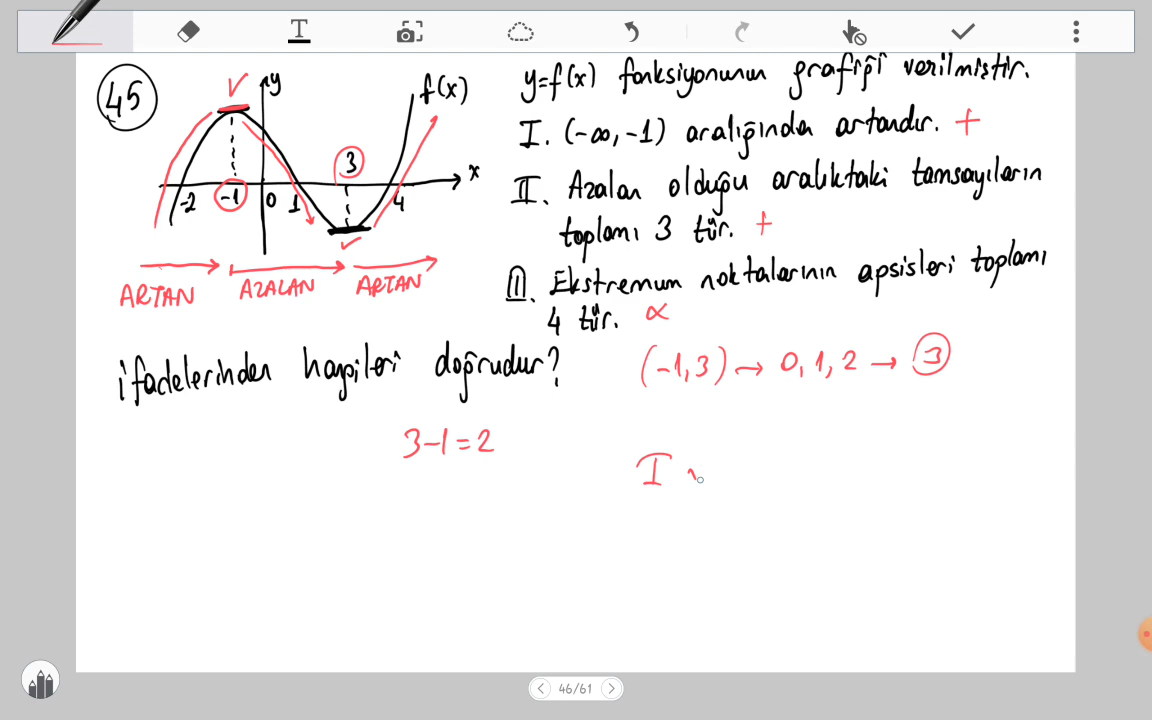 T
45
y
f(x)
3
x
-2
-1
0
1
4
ARTAN
AZALAN
ARTAN
y=f(x) fonksiyonunun grafiği verilmiştir.
I. (-∞,-1) aralığında artandır. +
II. Azalan olduğu aralıktaki tamsayıların
toplamı 3 tür. +
III. Ekstremum noktalarının apsisleri toplamı
4 tür. ∝
ifadelerinden hangileri doğrudur?
(-1,3) → 0, 1, 2 → 3
3-1=2
I
46/61